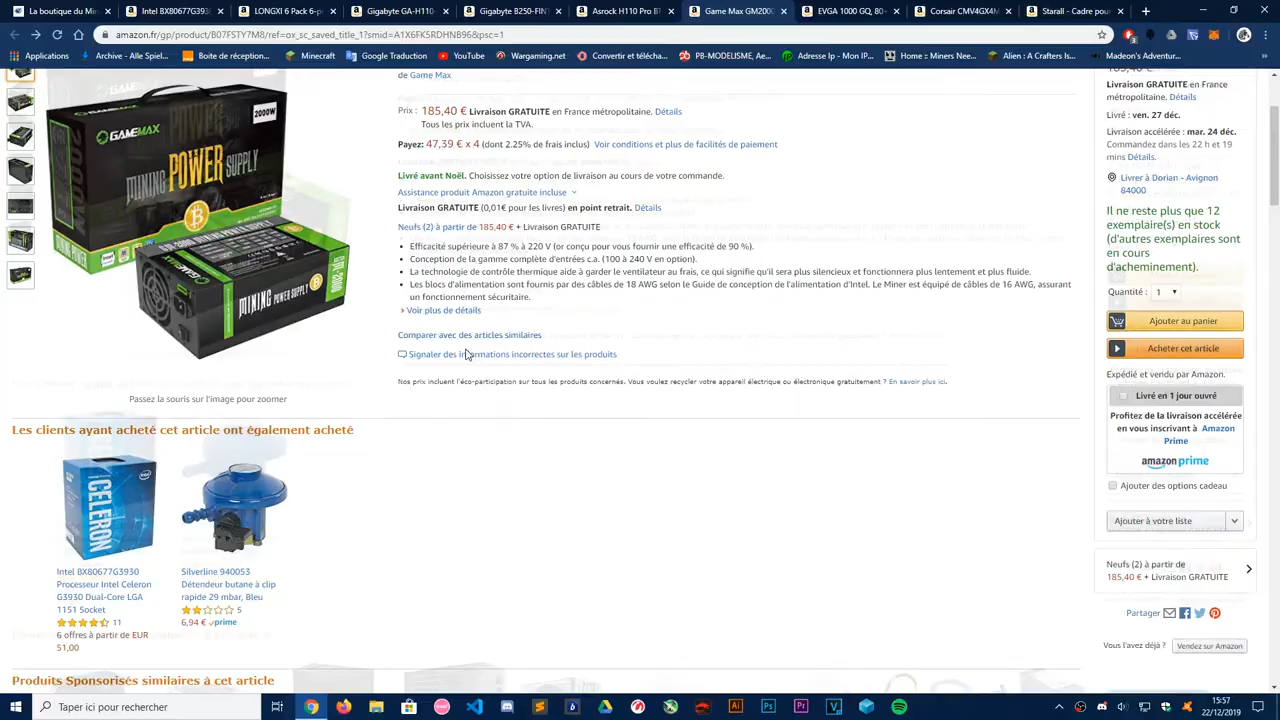 La Mine du
Intel BX80677G3
LONGXI 6 Pack 6-p
Gigabyte GA-H110
Gigabyte B250-FIN
Asrock H110 Pro B
Game Max GM200
EVGA 1000 GQ, 80+
Corsair CMV4GX4M
Starall - Cadre pour
amazon.fr/gp/product/B07FSTY7M8/ref=ox_sc_saved_title_1?smid=A1X6FK5RDHNB96&psc=1
Applications
Archive - Alle Spiel...
Boite de réception...
Minecraft
Google Traduction
YouTube
Wargaming.net
Convertir et télécha...
PB-MODELISME, Ae...
Adresse Ip - Mon IP...
Home :: Miners Nee...
Alien : A Crafters Is...
Madeon's Adventur...
»
de Game Max
GAMEMAX
2000W
MINING POWER SUPPLY
MINING POWER SUPPLY
Passez la souris sur l'image pour zoomer
Prix : 185,40 € Livraison GRATUITE en France métropolitaine. Détails
Tous les prix incluent la TVA.
Payez: 47,39 € x 4 (dont 2.25% de frais inclus) Voir conditions et plus de facilités de paiement
Livré avant Noël. Choisissez votre option de livraison au cours de votre commande.
Assistance produit Amazon gratuite incluse
Livraison GRATUITE (0,01€ pour les livres) en point retrait. Détails
Neufs (2) à partir de 185,40 € + Livraison GRATUITE
• Efficacité supérieure à 87 % à 220 V (or conçu pour vous fournir une efficacité de 90 %).
• Conception de la gamme complète d'entrées c.a. (100 à 240 V en option).
• La technologie de contrôle thermique aide à garder le ventilateur au frais, ce qui signifie qu'il sera plus silencieux et fonctionnera plus lentement et plus fluide.
• Les blocs d'alimentation sont fournis par des câbles de 18 AWG selon le Guide de conception de l'alimentation d'Intel. Le Miner est équipé de câbles de 16 AWG, assurant
un fonctionnement sécuritaire.
› Voir plus de détails
Comparer avec des articles similaires
Signaler des informations incorrectes sur les produits
Nos prix incluent l'éco-participation sur tous les produits concernés. Vous voulez recycler votre appareil électrique ou électronique gratuitement ? En savoir plus ici.
Livraison GRATUITE en France
métropolitaine. Détails
Livré : ven. 27 déc.
Livraison accélérée : mar. 24 déc.
Commandez dans les 22 h et 19
mins Détails.
Livrer à Dorian - Avignon
84000
Il ne reste plus que 12
exemplaire(s) en stock
(d'autres exemplaires sont
en cours
d'acheminement).
Quantité : 1
Ajouter au panier
Acheter cet article
Expédié et vendu par Amazon.
Livré en 1 jour ouvré
Profitez de la livraison accélérée
en vous inscrivant à Amazon
Prime
amazon prime
Ajouter des options cadeau
Ajouter à votre liste
Neufs (2) à partir de
185,40 € + Livraison GRATUITE
Partager
Vous l'avez déjà ? Vendez sur Amazon
Les clients ayant acheté cet article ont également acheté
intel
CELERON
Intel BX80677G3930
Processeur Intel Celeron
G3930 Dual-Core LGA
1151 Socket
11
6 offres à partir de EUR
51,00
Silverline 940053
Détendeur butane à clip
rapide 29 mbar, Bleu
5
6,94 € prime
Produits Sponsorisés similaires à cet article
Taper ici pour rechercher
15:57
22/12/2019